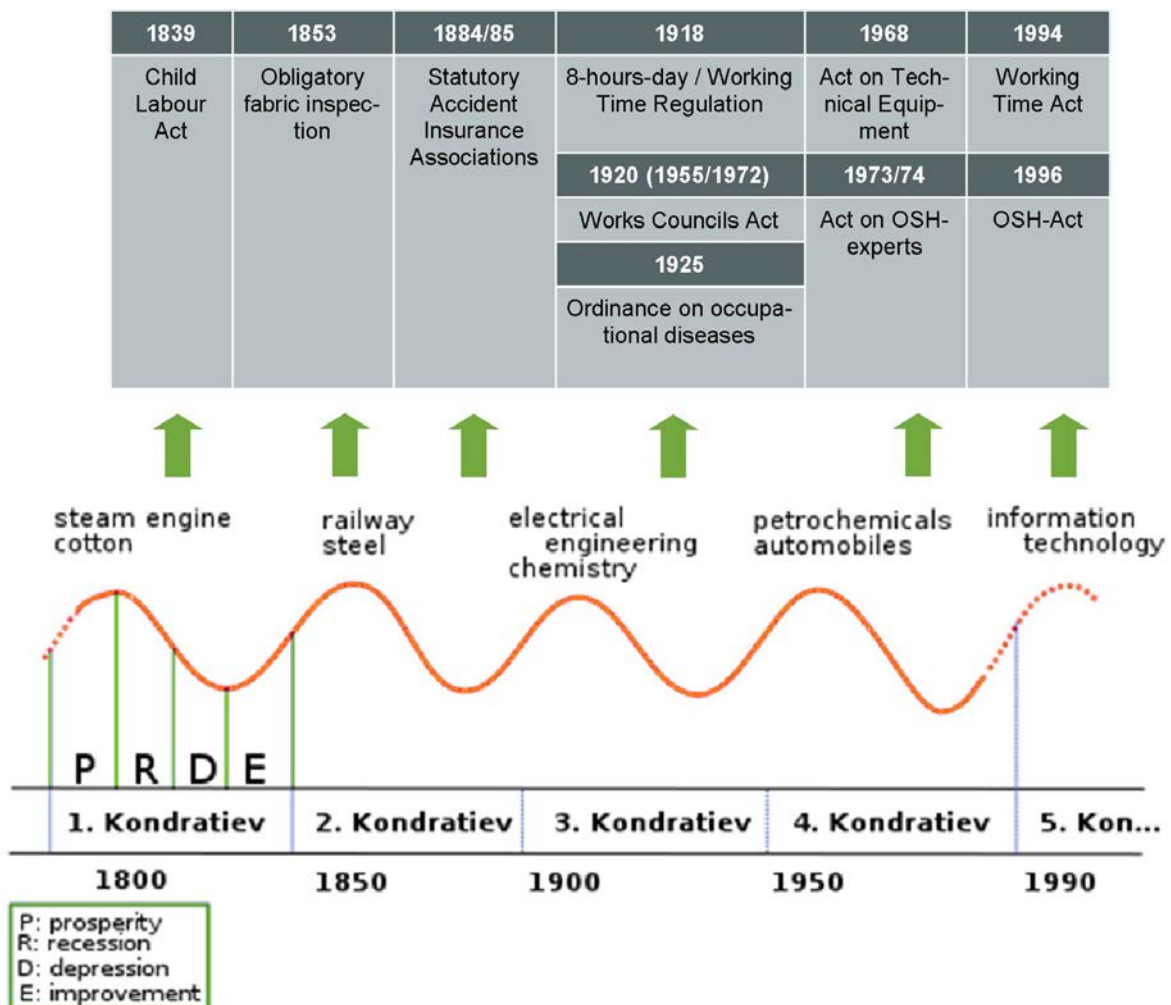 1839
Child
Labour
Act
1853
Obligatory
fabric inspec-
tion
1884/85
Statutory
Accident
Insurance
Associations
1918
8-hours-day / Working
Time Regulation
1920 (1955/1972)
Works Councils Act
1925
Ordinance on occupa-
tional diseases
1968
Act on Tech-
nical Equip-
ment
1973/74
Act on OSH-
experts
1994
Working
Time Act
1996
OSH-Act
steam engine
cotton
railway
steel
electrical
engineering
chemistry
petrochemicals
automobiles
information
technology
P R D E
1. Kondratiev 2. Kondratiev 3. Kondratiev 4. Kondratiev 5. Kon...
1800 1850 1900 1950 1990
P: prosperity
R: recession
D: depression
E: improvement